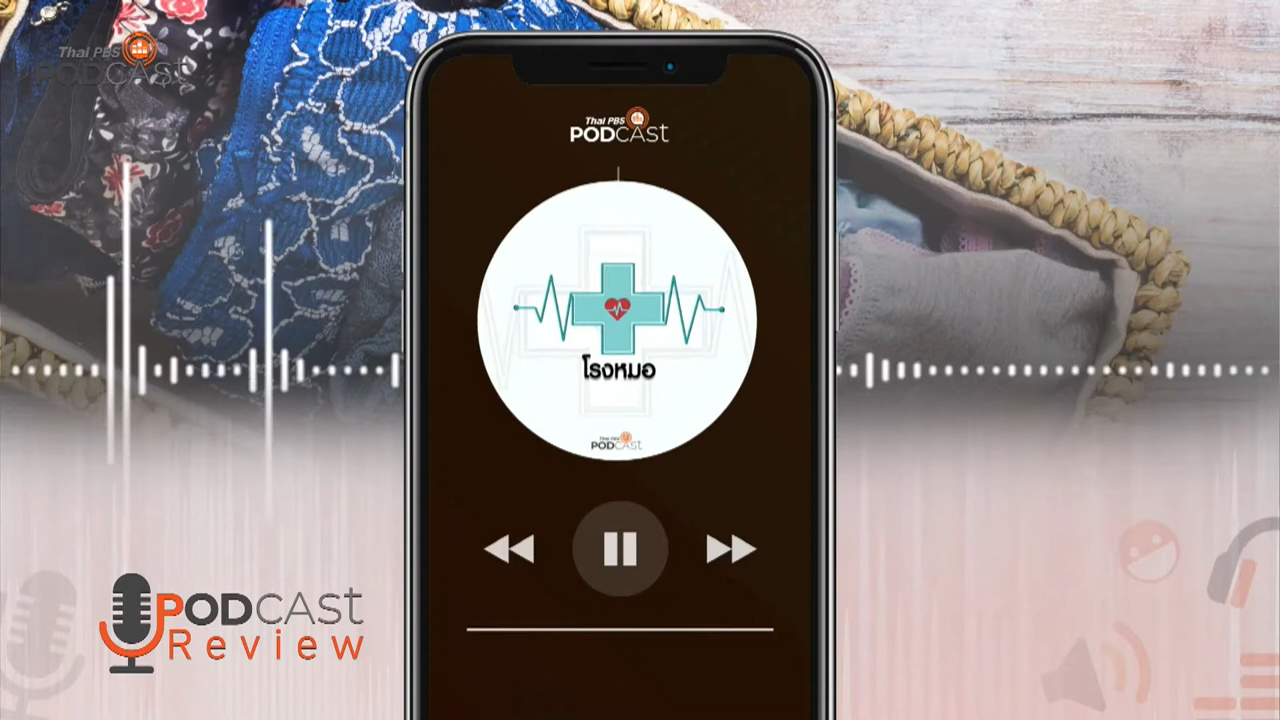 Thai PBS
PODCAST
Thai PBS
PODCAST
โรงหมอ
Thai PBS
PODCAST
PODCAST
Review